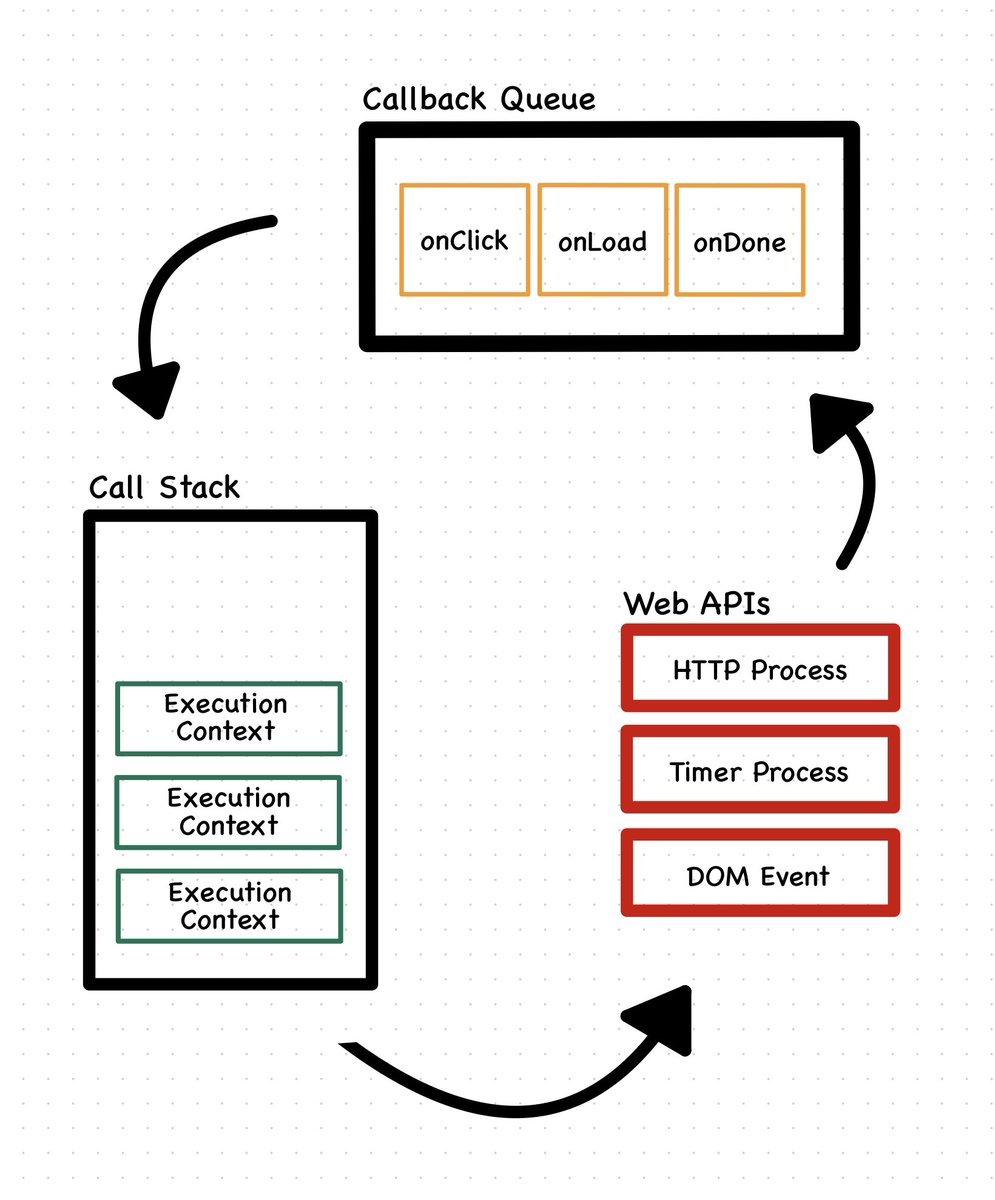 Callback Queue
onClick
onLoad
onDone
Call Stack
Execution
Context
Execution
Context
Execution
Context
Web APIs
HTTP Process
Timer Process
DOM Event